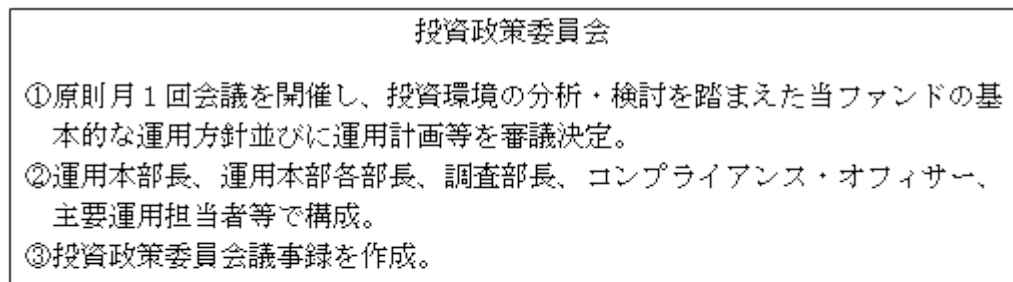 投資政策委員会
①原則月１回会議を開催し、投資環境の分析・検討を踏まえた当ファンドの基
本的な運用方針並びに運用計画等を審議決定。
②運用本部長、運用本部各部長、調査部長、コンプライアンス・オフィサー、
主要運用担当者等で構成。
③投資政策委員会議事録を作成。